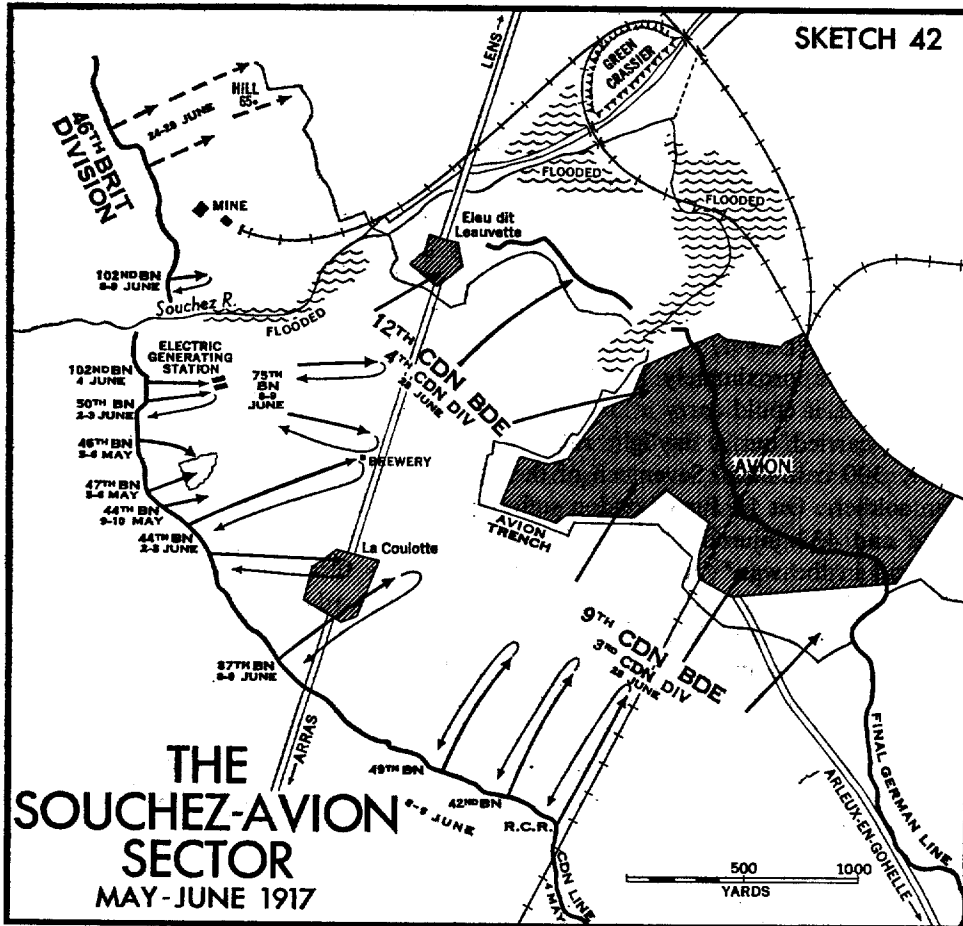 SKETCH 42
LENS
GREEN
CRASSIER
HILL
65
24-28 JUNE
46TH BRIT
DIVISION
FLOODED
FLOODED
MINE
Eleu dit
Leauvette
102ND BN
8-9 JUNE
Souchez R.
FLOODED
ELECTRIC
GENERATING
STATION
12TH CDN BDE
4TH CDN DIV
28 JUNE
102ND BN
4 JUNE
75TH
BN
8-9
JUNE
50TH BN
2-3 JUNE
46TH BN
5-6 MAY
BREWERY
AVION
47TH BN
5-6 MAY
44TH BN
9-10 MAY
AVION
TRENCH
44TH BN
2-3 JUNE
La Coulotte
9TH CDN BDE
3RD CDN DIV
28 JUNE
87TH BN
8-9 JUNE
ARRAS
49TH BN
42ND BN
8-9 JUNE
R.C.R.
CDN LINE
4 MAY
ARLEUX-EN-GOHELLE
FINAL GERMAN LINE
THE
SOUCHEZ-AVION
SECTOR
MAY-JUNE 1917
500 1000
YARDS